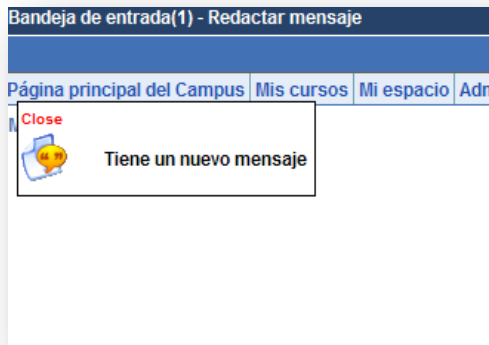 Bandeja de entrada(1) - Redactar mensaje
Página principal del Campus Mis cursos Mi espacio
Close
Tiene un nuevo mensaje